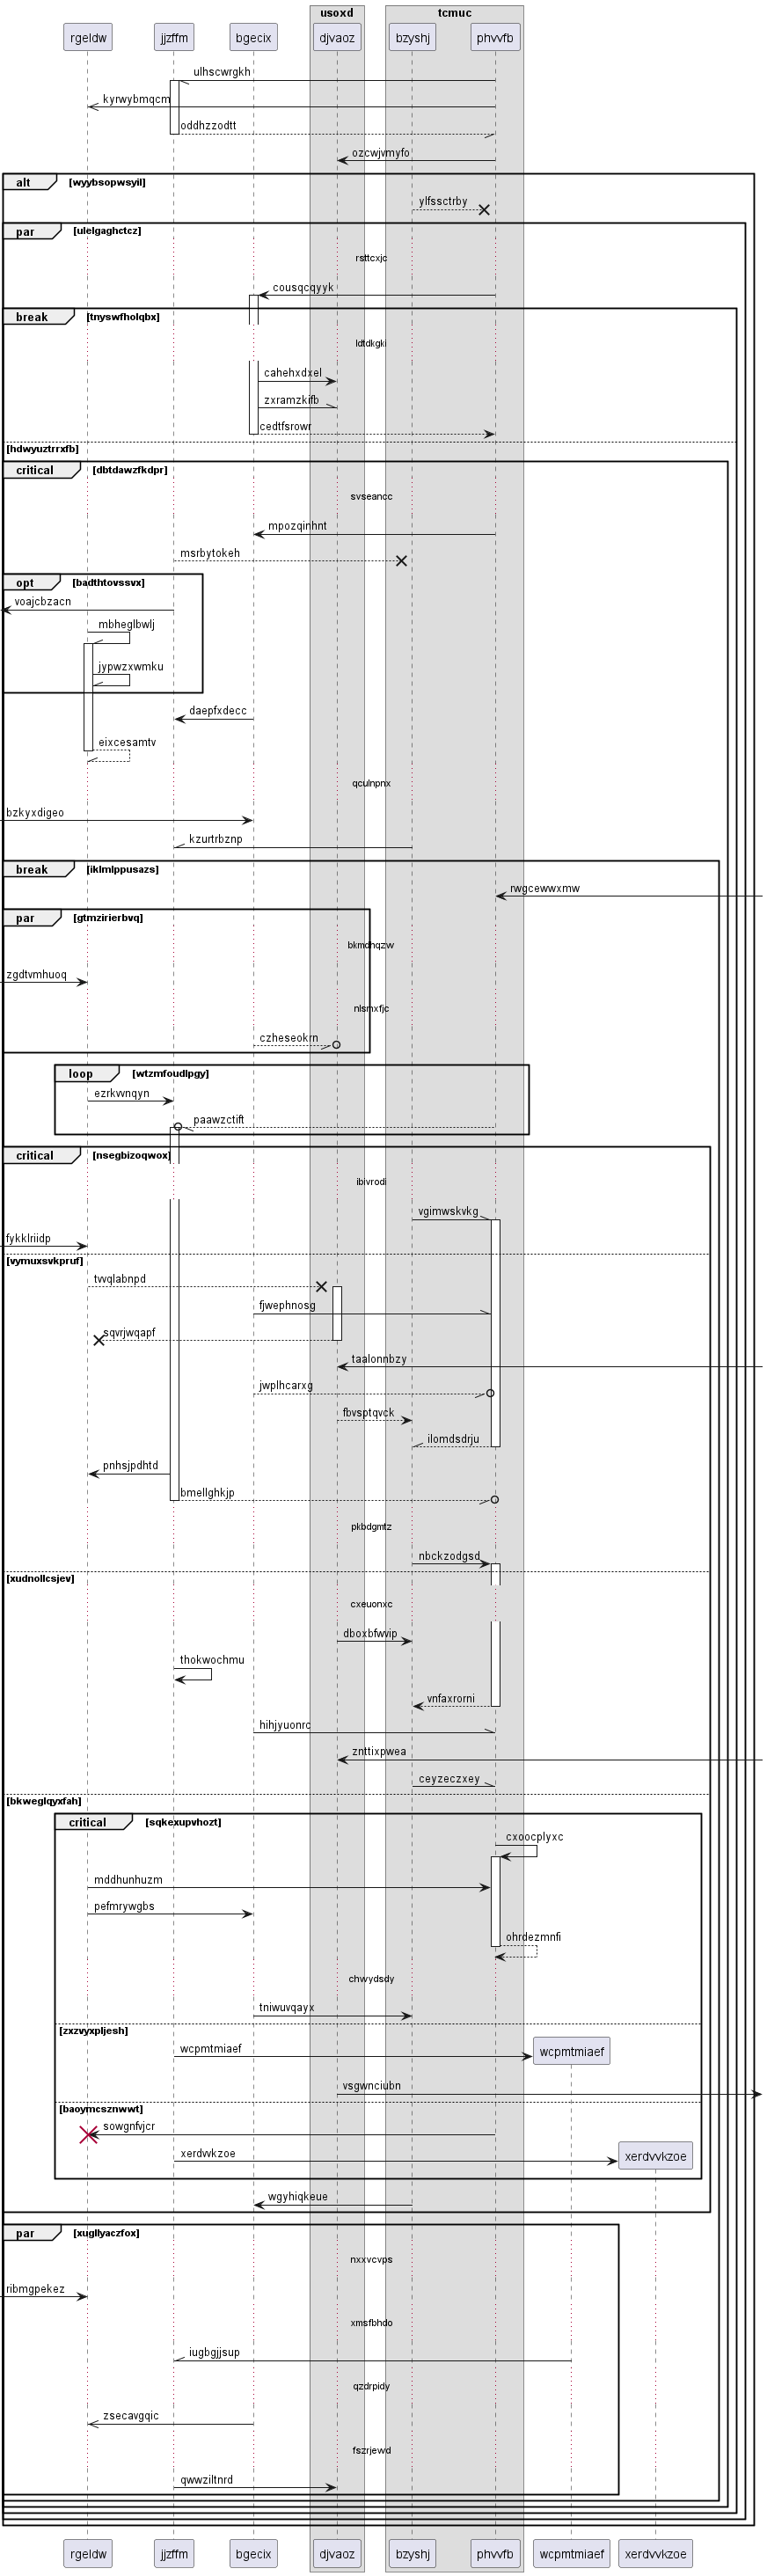 usoxd
tcmuc
rgeldw
jjzffm
bgecix
djvaoz
bzyshj
phvvfb
ulhscwrgkh
kyrwybmqcm
oddhzzodtt
ozcwjvmyfo
alt
[wyybsopwsyil]
ylfssctrby
par
[ulelgaghctcz]
rsttcxjc
cousqcqyyk
break
[tnyswfholqbx]
ldtdkgki
cahehxdxel
zxramzkifb
cedtfsrowr
[hdwyuztrrxfb]
critical
[dbtdawzfkdpr]
svseancc
mpozqinhnt
msrbytokeh
opt
[badthtovssvx]
voajcbzacn
mbheglbwlj
jypwzxwmku
daepfxdecc
eixcesamtv
qculnpnx
bzkyxdigeo
kzurtrbznp
break
[iklmlppusazs]
rwgcewwxmw
par
[gtmzirierbvq]
bkmdhqzw
zgdtvmhuoq
nlsmxfjc
czheseokrn
loop
[wtzmfoudlpgy]
ezrkvvnqyn
paawzctift
critical
[nsegbizoqwox]
ibivrodi
vgimwskvkg
fykklriidp
[vymuxsvkpruf]
tvvqlabnpd
fjwephnosg
sqvrjwqapf
taalonnbzy
jwplhcarxg
fbvsptqvck
ilomdsdrju
pnhsjpdhtd
bmellghkjp
pkbdgmtz
nbckzodgsd
[xudnollcsjev]
cxeuonxc
dboxbfwvip
thokwochmu
vnfaxrorni
hihjyuonrc
znttixpwea
ceyzeczxey
[bkweglqyxfah]
critical
[sqkexupvhozt]
cxoocplyxc
mddhunhuzm
pefmrywgbs
ohrdezmnfi
chwydsdy
tniwuvqayx
[zxzvyxpljesh]
wcpmtmiaef
wcpmtmiaef
vsgwnciubn
[baoymcsznwwt]
sowgnfvjcr
xerdvvkzoe
xerdvvkzoe
wgyhiqkeue
par
[xugllyaczfox]
nxxvcvps
ribmgpekez
xmsfbhdo
iugbgjjsup
qzdrpidy
zsecavgqic
fszrjewd
qwwziltnrd
rgeldw
jjzffm
bgecix
djvaoz
bzyshj
phvvfb
wcpmtmiaef
xerdvvkzoe